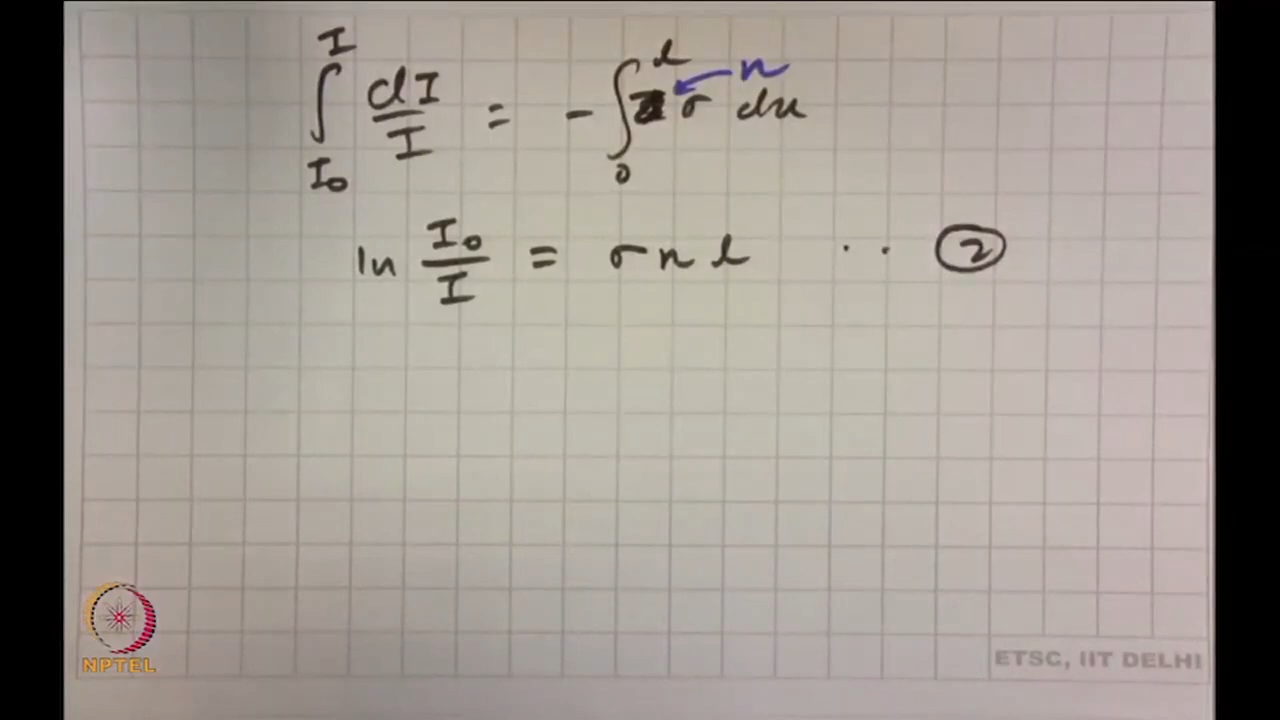 ∫_{I₀}^{I} dI/I = - ∫_{0}^{l} n σ dx
ln I₀/I = σ n l .. ②
NPTEL
ETSC, IIT DELHI